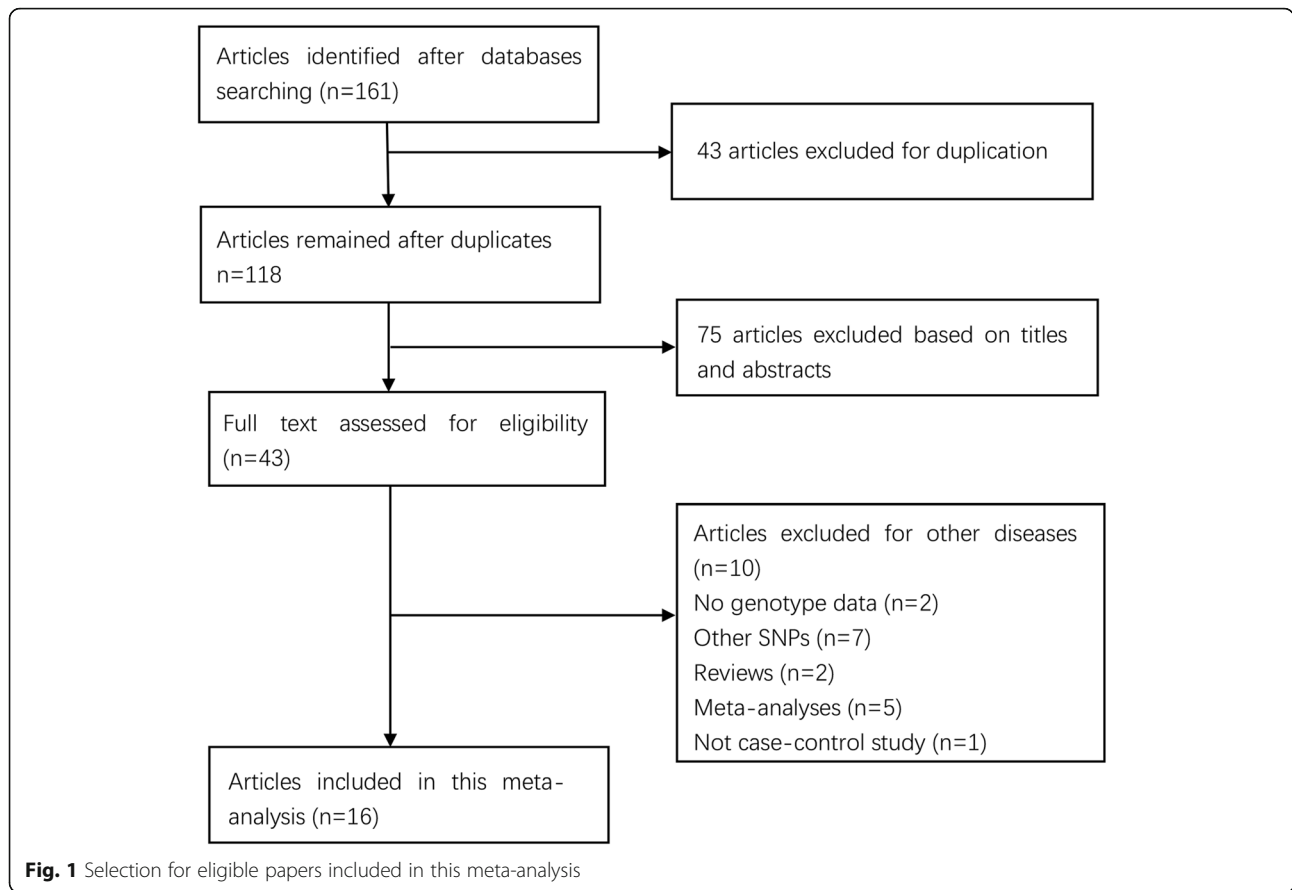 Articles identified after databases
searching (n=161)
43 articles excluded for duplication
Articles remained after duplicates
n=118
75 articles excluded based on titles
and abstracts
Full text assessed for eligibility
(n=43)
Articles excluded for other diseases
(n=10)
No genotype data (n=2)
Other SNPs (n=7)
Reviews (n=2)
Meta-analyses (n=5)
Not case-control study (n=1)
Articles included in this meta-
analysis (n=16)
Fig. 1 Selection for eligible papers included in this meta-analysis